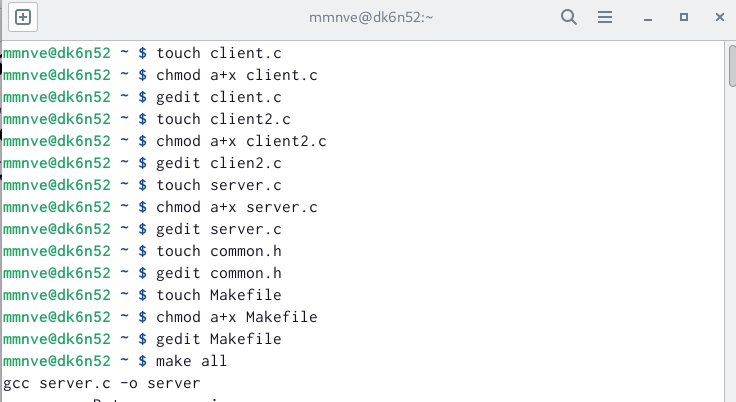 mmnve@dk6n52:~
mmnve@dk6n52 ~ $ touch client.c
mmnve@dk6n52 ~ $ chmod a+x client.c
mmnve@dk6n52 ~ $ gedit client.c
mmnve@dk6n52 ~ $ touch client2.c
mmnve@dk6n52 ~ $ chmod a+x client2.c
mmnve@dk6n52 ~ $ gedit clien2.c
mmnve@dk6n52 ~ $ touch server.c
mmnve@dk6n52 ~ $ chmod a+x server.c
mmnve@dk6n52 ~ $ gedit server.c
mmnve@dk6n52 ~ $ touch common.h
mmnve@dk6n52 ~ $ gedit common.h
mmnve@dk6n52 ~ $ touch Makefile
mmnve@dk6n52 ~ $ chmod a+x Makefile
mmnve@dk6n52 ~ $ gedit Makefile
mmnve@dk6n52 ~ $ make all
gcc server.c -o server